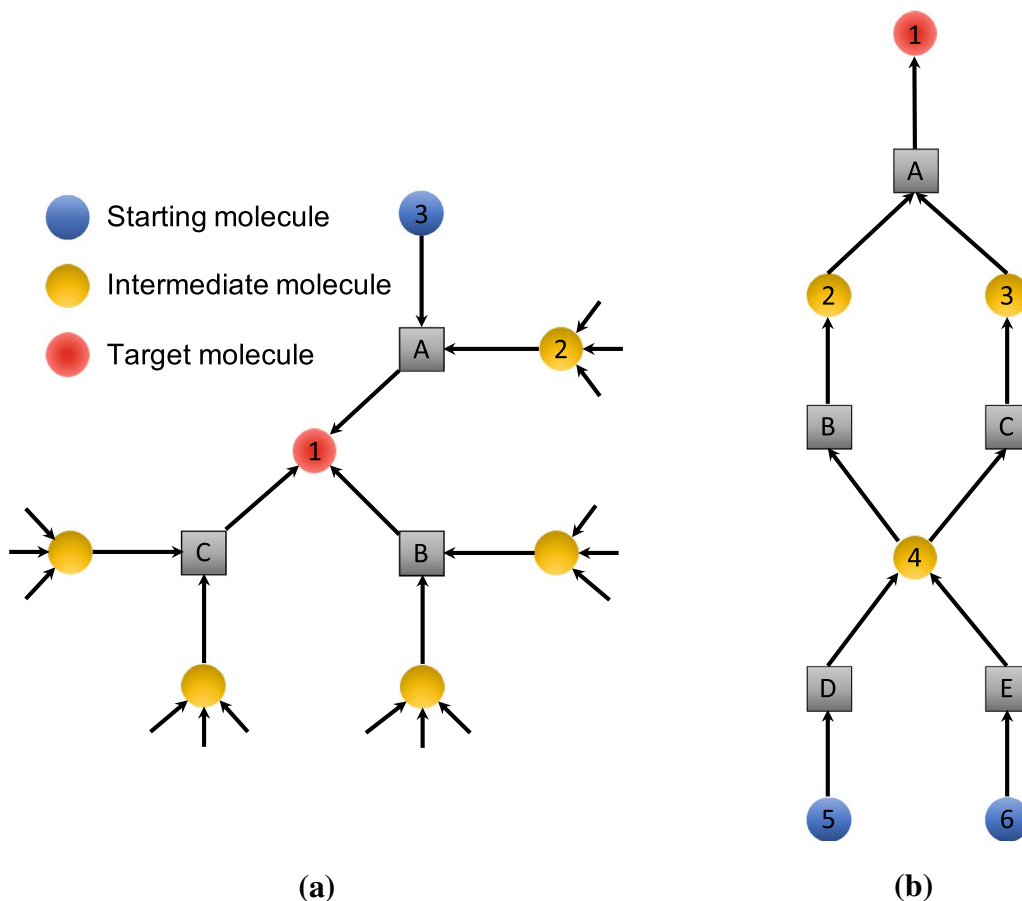 Starting molecule
Intermediate molecule
Target molecule
3
A
2
1
C
B
(a)
1
A
2
3
B
C
4
D
E
5
6
(b)